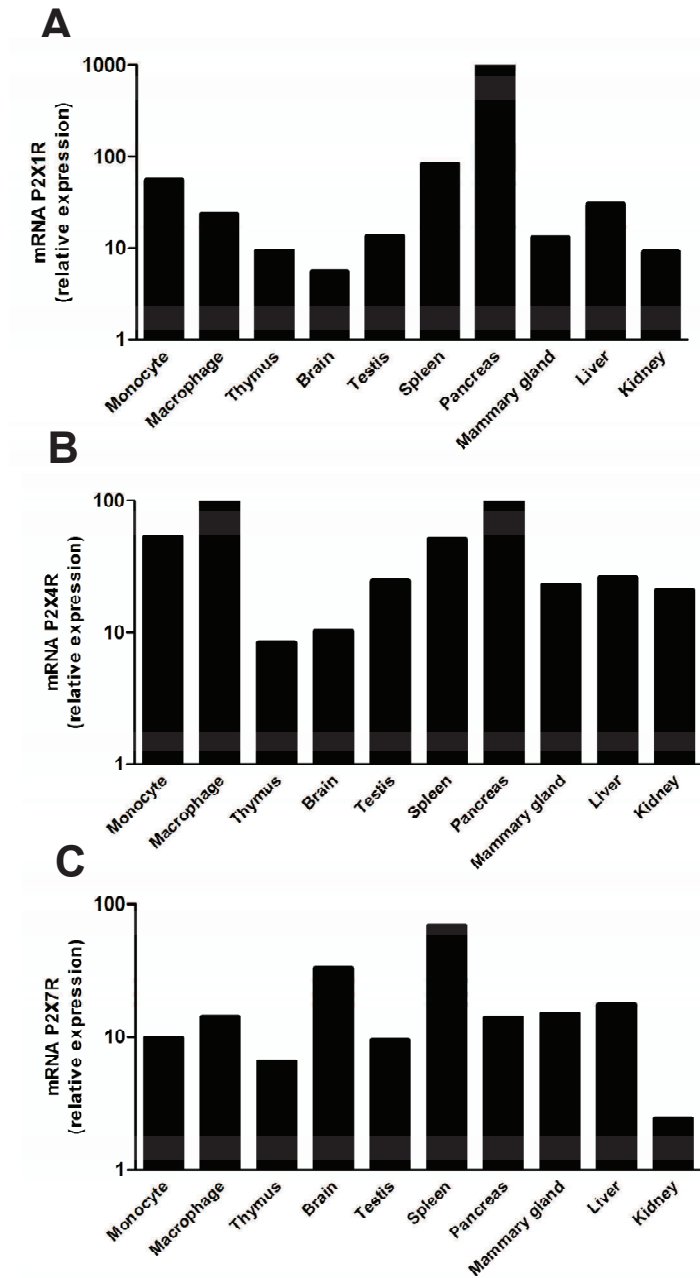 A
mRNA P2X1R
(relative expression)
1000
100
10
1
Monocyte
Macrophage
Thymus
Brain
Testis
Spleen
Pancreas
Mammary gland
Liver
Kidney
B
mRNA P2X4R
(relative expression)
100
10
1
Monocyte
Macrophage
Thymus
Brain
Testis
Spleen
Pancreas
Mammary gland
Liver
Kidney
C
mRNA P2X7R
(relative expression)
100
10
1
Monocyte
Macrophage
Thymus
Brain
Testis
Spleen
Pancreas
Mammary gland
Liver
Kidney